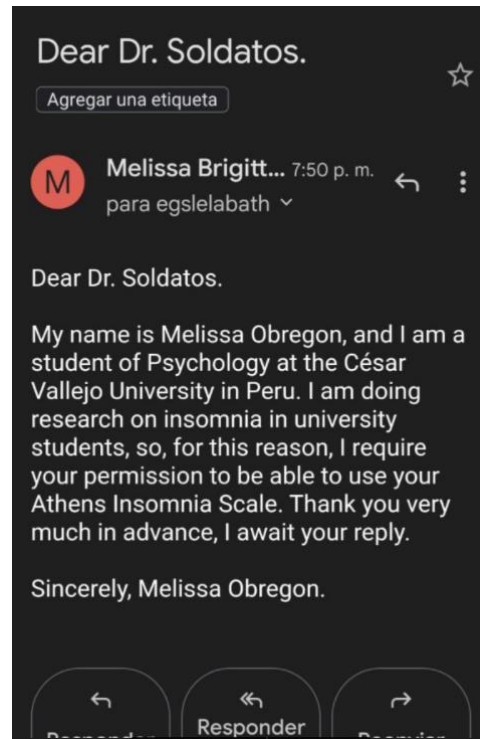 Dear Dr. Soldatos.
Agregar una etiqueta
M
Melissa Brigitt... 7:50 p. m.
para egslelabath
Dear Dr. Soldatos.
My name is Melissa Obregon, and I am a
student of Psychology at the César
Vallejo University in Peru. I am doing
research on insomnia in university
students, so, for this reason, I require
your permission to be able to use your
Athens Insomnia Scale. Thank you very
much in advance, I await your reply.
Sincerely, Melissa Obregon.
Responder
Responder
Reenviar